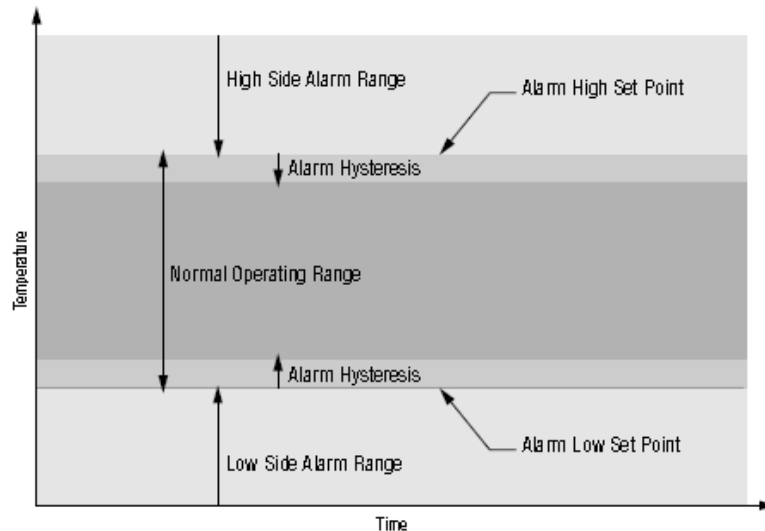 High Side Alarm Range
Alarm High Set Point
Alarm Hysteresis
Normal Operating Range
Temperature
Alarm Hysteresis
Alarm Low Set Point
Low Side Alarm Range
Time